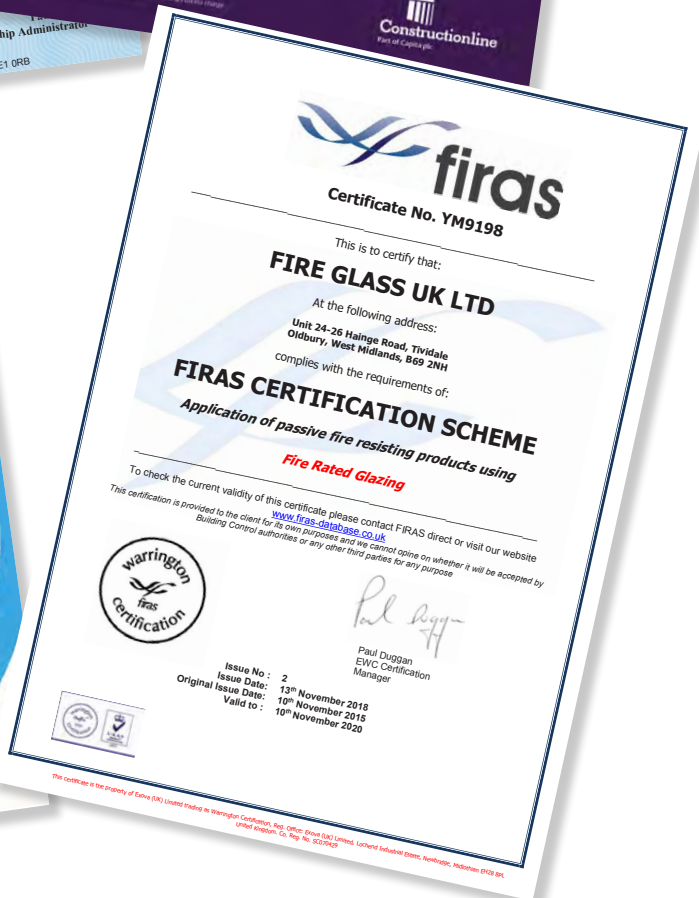 ship Administrator
E1 0RB
Constructionline
Part of Capita plc
firas
Certificate No. YM9198
This is to certify that:
FIRE GLASS UK LTD
At the following address:
Unit 24-26 Hainge Road, Tividale
Oldbury, West Midlands, B69 2NH
complies with the requirements of:
FIRAS CERTIFICATION SCHEME
Application of passive fire resisting products using
Fire Rated Glazing
To check the current validity of this certificate please contact FIRAS direct or visit our website
www.firas-database.co.uk
This certification is provided to the client for its own purposes and we cannot opine on whether it will be accepted by
Building Control authorities or any other third parties for any purpose
warrington
firas
certification
Paul Duggan
Paul Duggan
EWC Certification
Manager
Issue No : 2
Issue Date: 13th November 2018
Original Issue Date: 10th November 2015
Valid to : 10th November 2020
This certificate is the property of Exova (UK) Limited trading as Warrington Certification, Reg. Office: Exova (UK) Limited, Lochend Industrial Estate, Newbridge, Midlothian EH28 8PL
United Kingdom. Co. Reg. No. SC070429